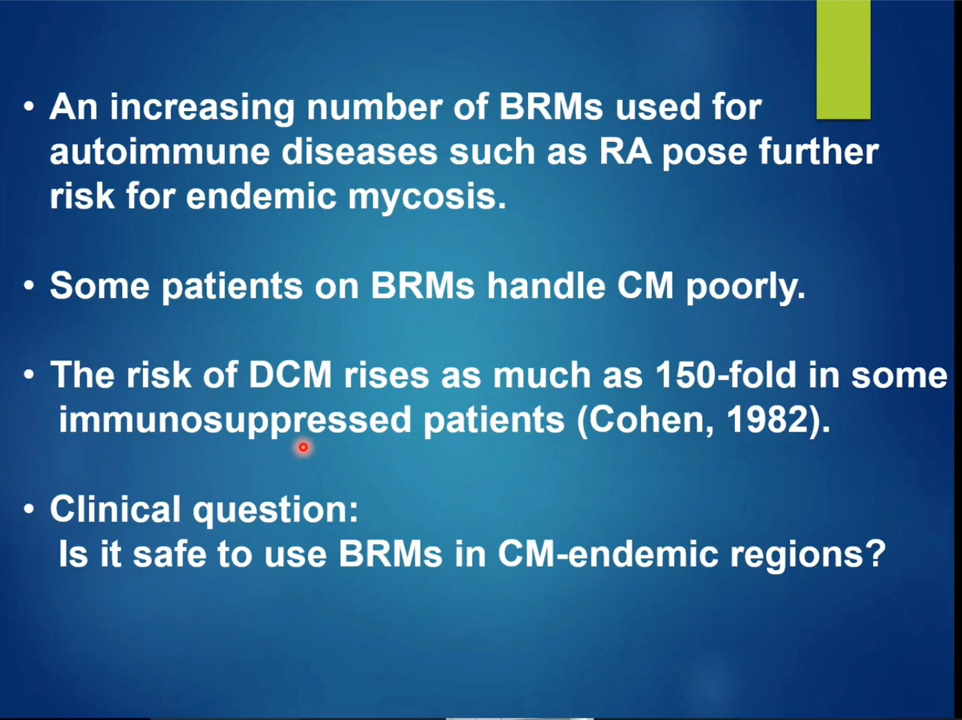 • An increasing number of BRMs used for
autoimmune diseases such as RA pose further
risk for endemic mycosis.
• Some patients on BRMs handle CM poorly.
• The risk of DCM rises as much as 150-fold in some
immunosuppressed patients (Cohen, 1982).
• Clinical question:
Is it safe to use BRMs in CM-endemic regions?